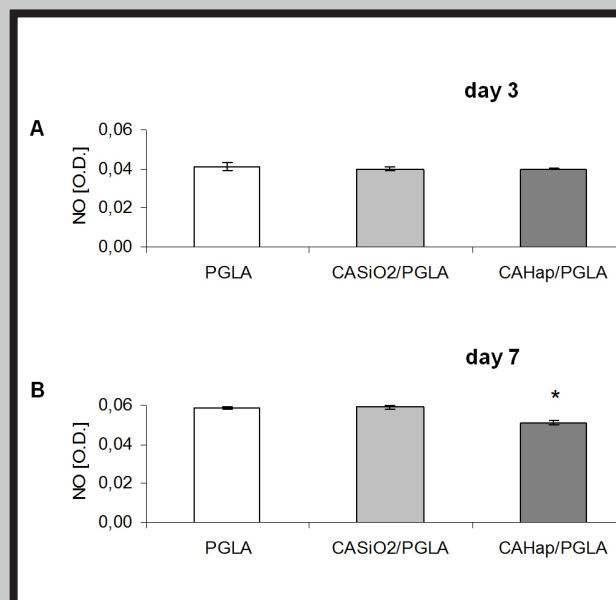 day 3
A
NO [O.D.]
0,06
0,04
0,02
0,00
PGLA CASiO2/PGLA CAHap/PGLA
day 7
B
*
NO [O.D.]
0,06
0,04
0,02
0,00
PGLA CASiO2/PGLA CAHap/PGLA